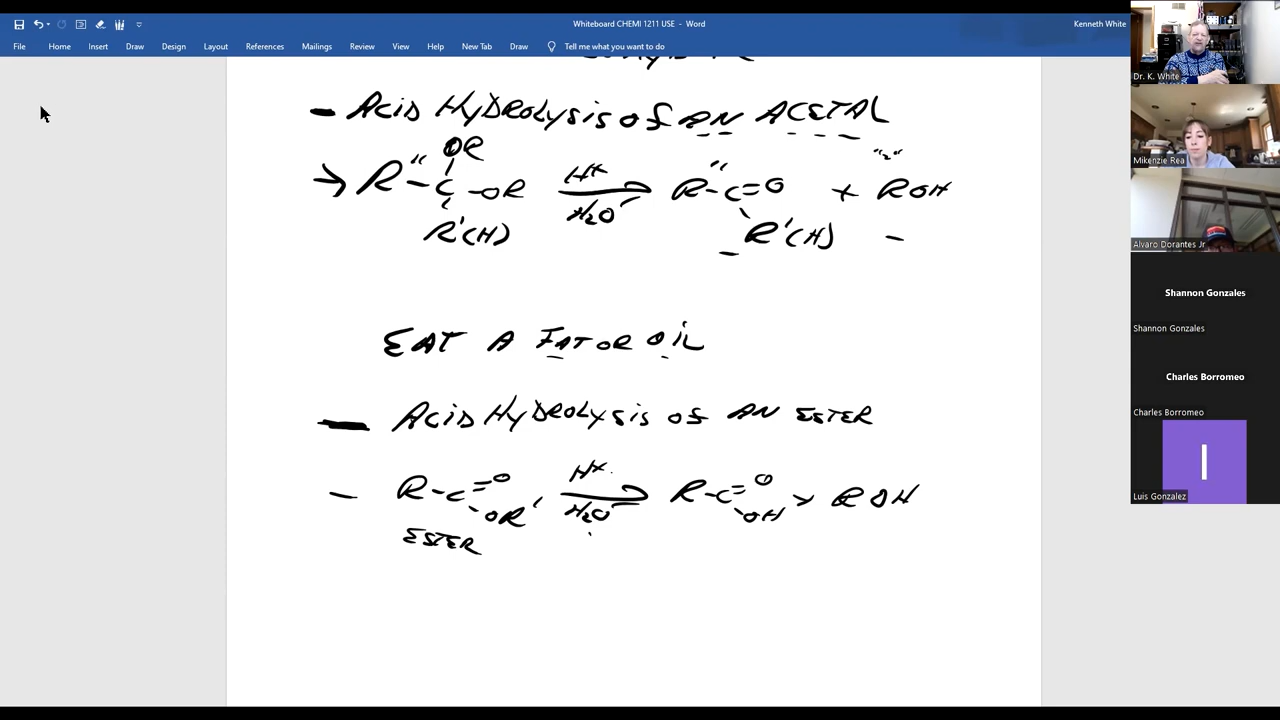 Whiteboard CHEMI 1211 USE - Word
Kenneth White
File Home Insert Draw Design Layout References Mailings Review View Help New Tab Draw Tell me what you want to do
- ACID HYDROLYSIS OF AN ACETAL
OR
→ R" - C - OR H+ H2O R" - C = O + "2" ROH
R'(H) R'(H)
EAT A FAT OR OIL
- ACID HYDROLYSIS OF AN ESTER
- R - C = O OR' H+ H2O R - C = O OH + ROH
ESTER
Dr. K. White
Mikenzie Rea
Alvaro Dorantes Jr
Shannon Gonzales
Shannon Gonzales
Charles Borromeo
Charles Borromeo
I
Luis Gonzalez